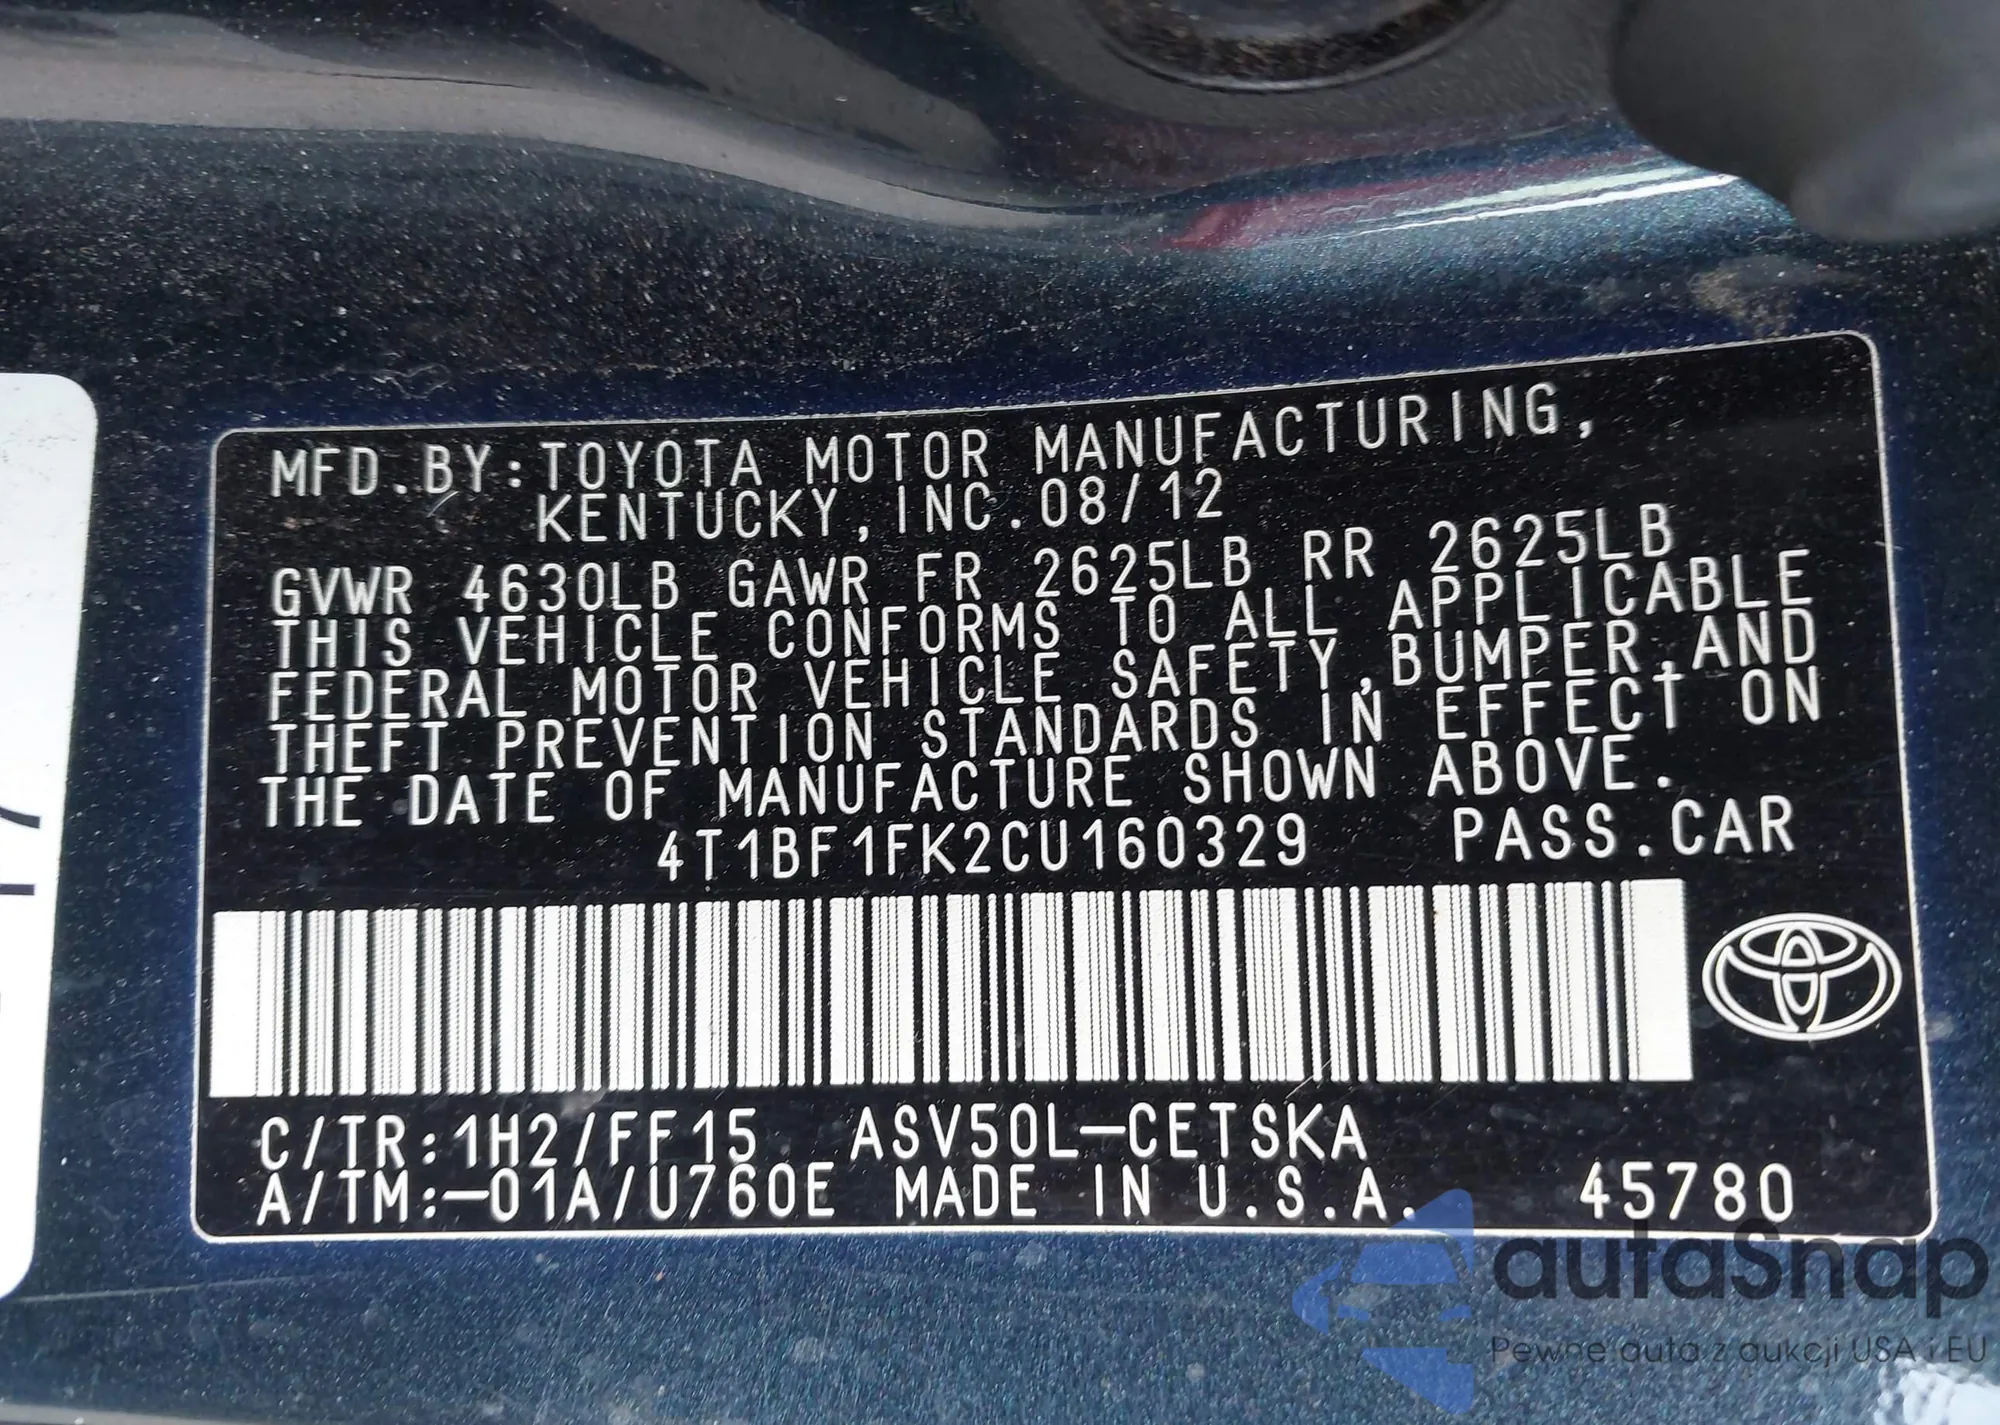 MFD.BY:TOYOTA MOTOR MANUFACTURING,
KENTUCKY,INC.08/12
GVWR 4630LB GAWR FR 2625LB RR 2625LB
THIS VEHICLE CONFORMS TO ALL APPLICABLE
FEDERAL MOTOR VEHICLE SAFETY,BUMPER,AND
THEFT PREVENTION STANDARDS IN EFFECT ON
THE DATE OF MANUFACTURE SHOWN ABOVE.
4T1BF1FK2CU160329 PASS.CAR
C/TR:1H2/FF15 ASV50L-CETSKA
A/TM:-01A/U760E MADE IN U.S.A. 45780
autoSnap
Pewne auta z aukcji USA i EU